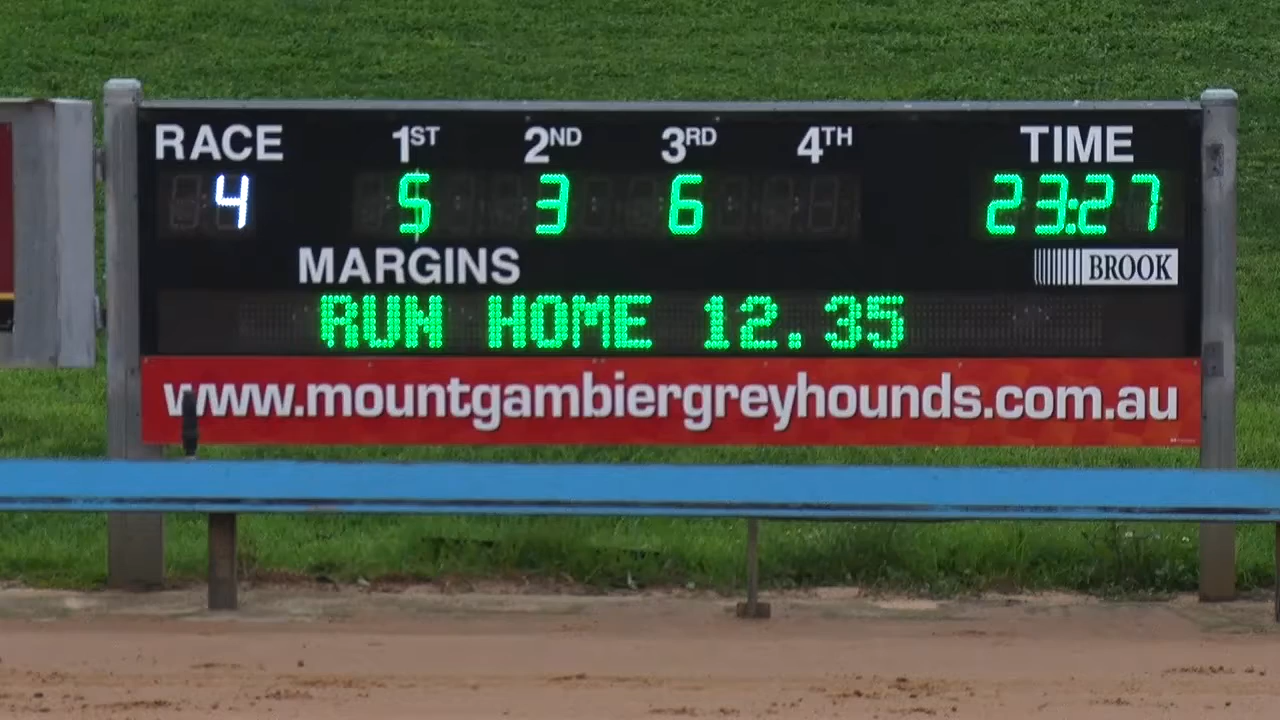 RACE 1ST 2ND 3RD 4TH TIME
4 5 3 6 23:27
MARGINS BROOK
RUN HOME 12.35
www.mountgambiergreyhounds.com.au